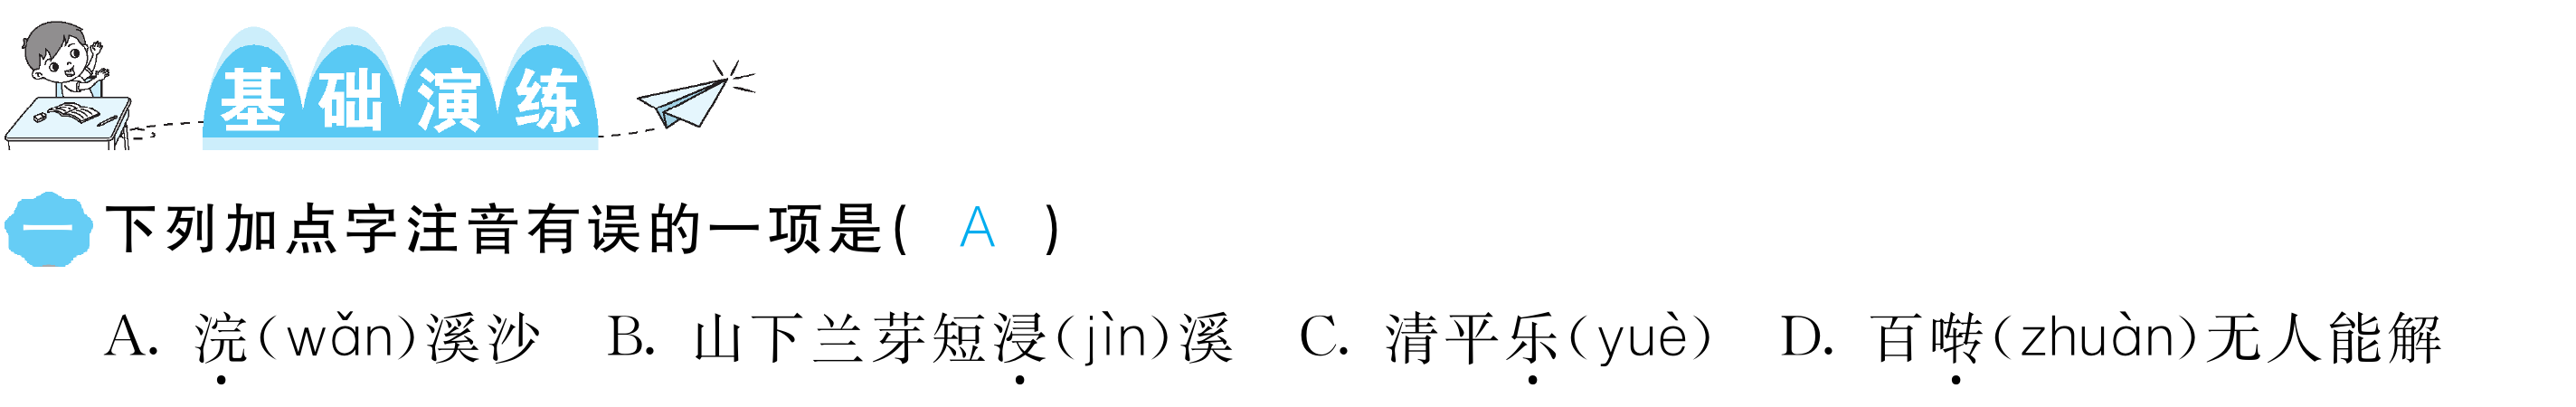 基础演练
一 下列加点字注音有误的一项是( A )
A. 浣(wǎn)溪沙 B. 山下兰芽短浸(jìn)溪 C. 清平乐(yuè) D. 百啭(zhuàn)无人能解